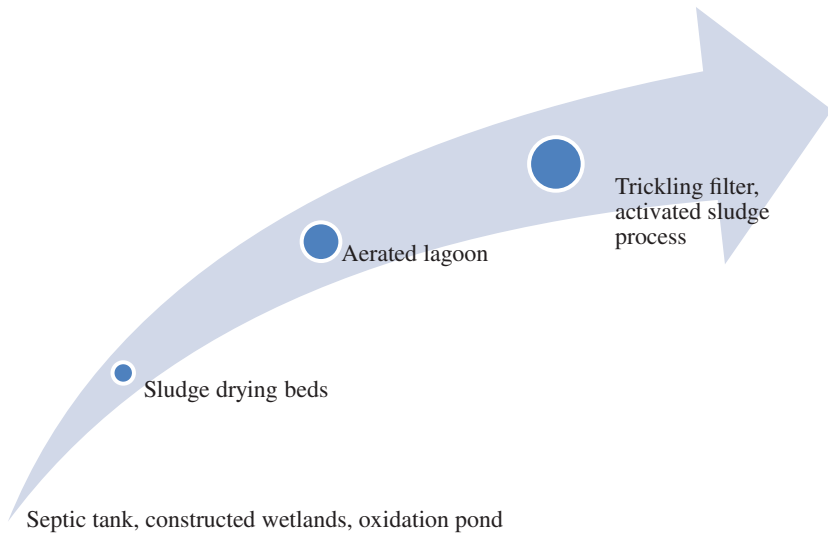 Trickling filter,
activated sludge
process
Aerated lagoon
Sludge drying beds
Septic tank, constructed wetlands, oxidation pond